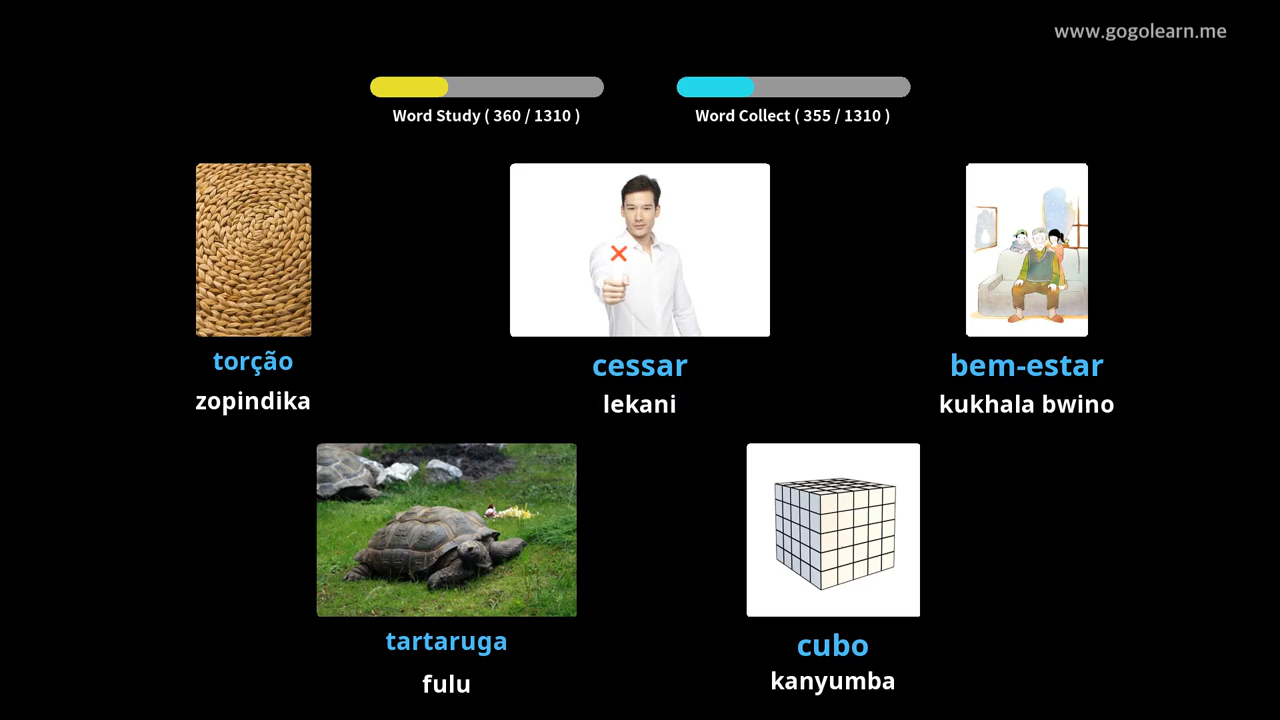 www.gogolearn.me
Word Study ( 360 / 1310 )
Word Collect ( 355 / 1310 )
torção
zopindika
cessar
lekani
bem-estar
kukhala bwino
tartaruga
fulu
cubo
kanyumba